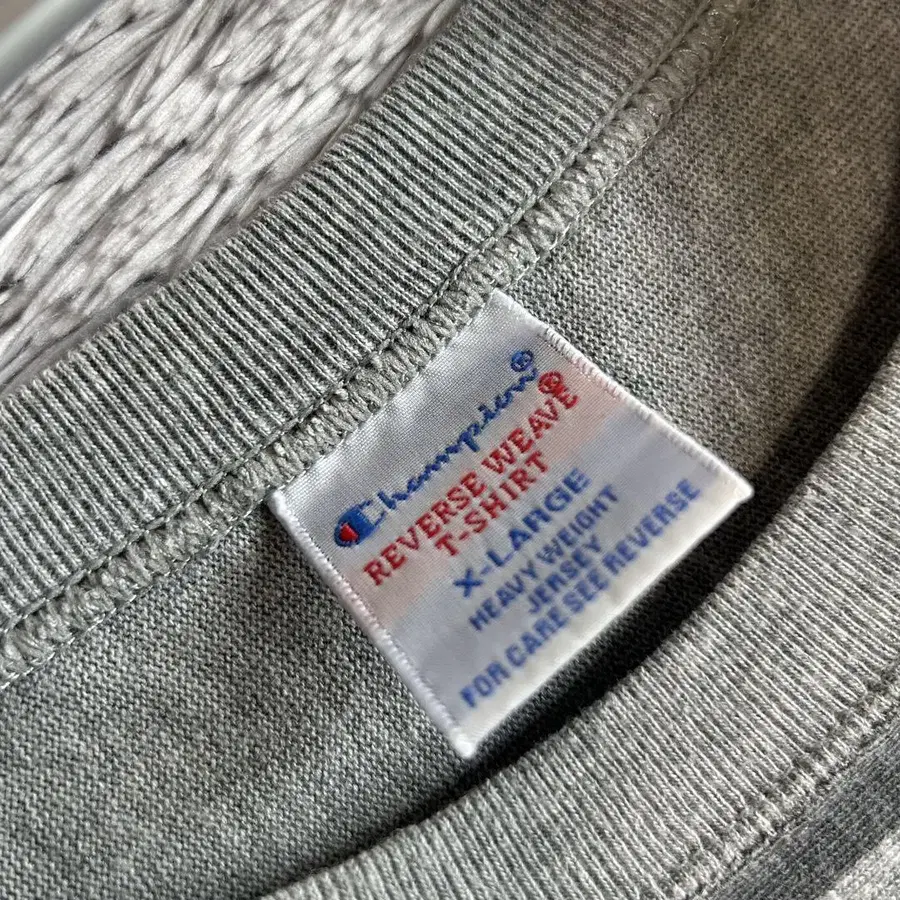 Champion®
REVERSE WEAVE®
T-SHIRT
X-LARGE
HEAVY WEIGHT
JERSEY
FOR CARE SEE REVERSE